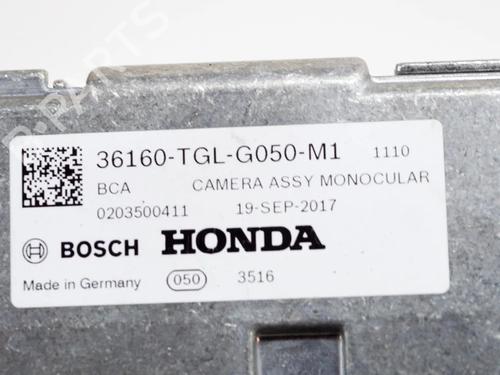 36160-TGL-G050-M1 1110
BCA CAMERA ASSY MONOCULAR
0203500411 19-SEP-2017
BOSCH HONDA
Made in Germany 050 3516